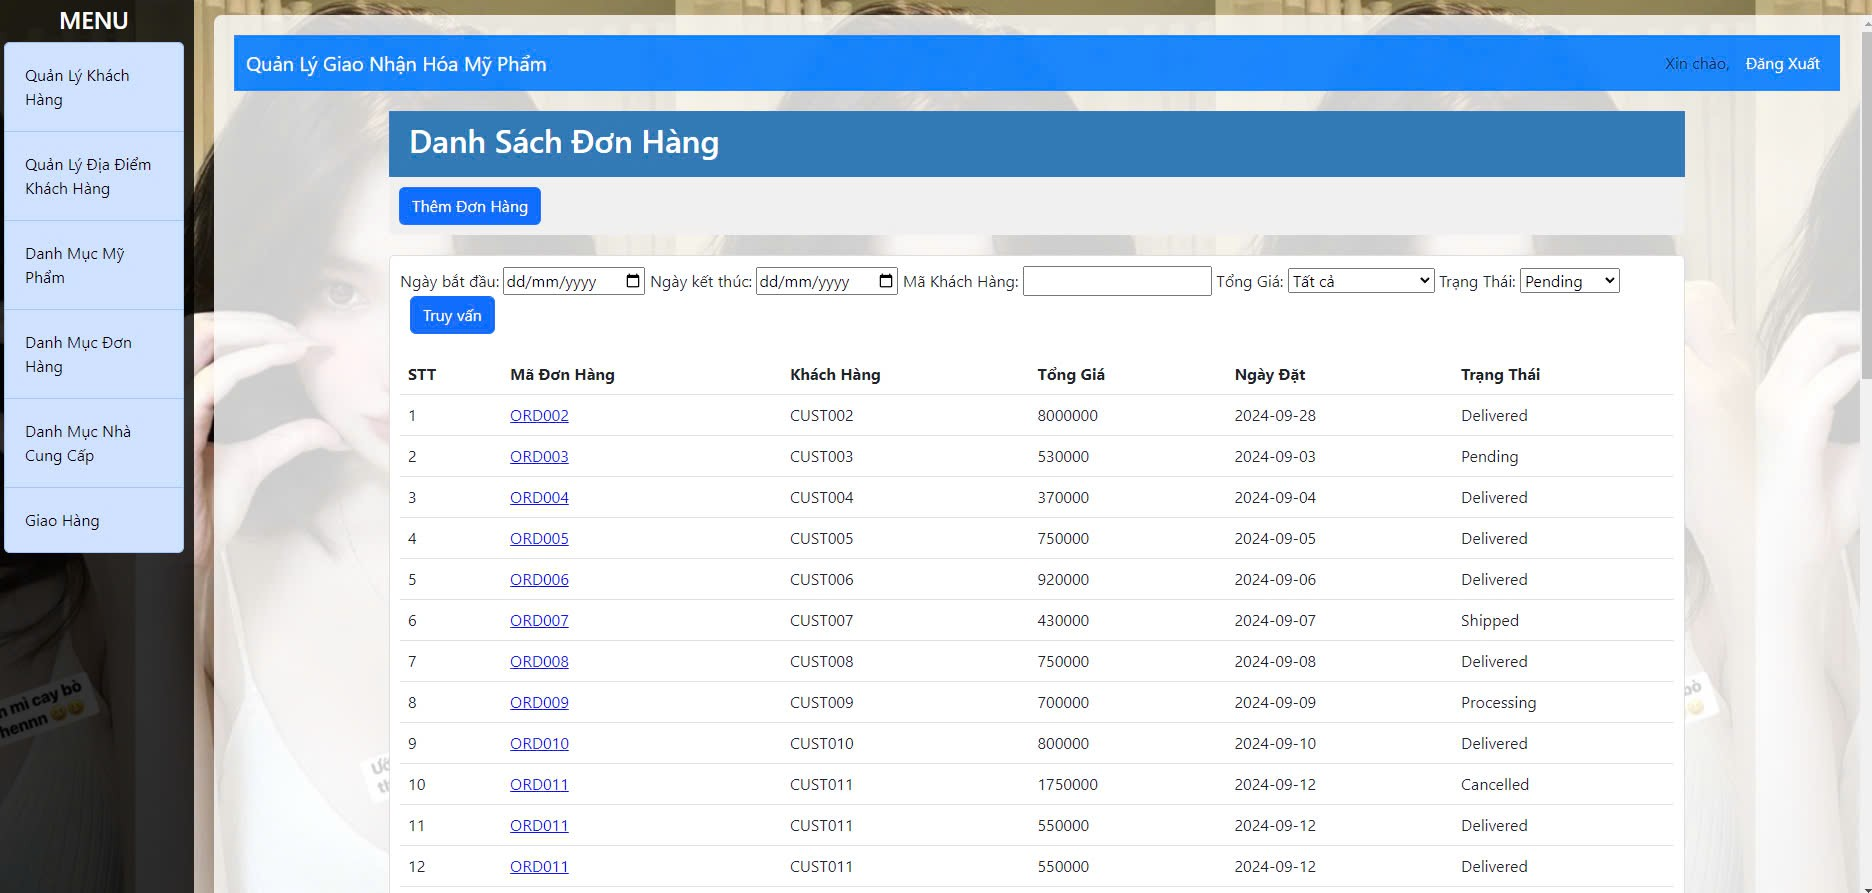 MENU
Quản Lý Khách
Hàng
Quản Lý Địa Điểm
Khách Hàng
Danh Mục Mỹ
Phẩm
Danh Mục Đơn
Hàng
Danh Mục Nhà
Cung Cấp
Giao Hàng
Quản Lý Giao Nhận Hóa Mỹ Phẩm
Xin chào, Đăng Xuất
Danh Sách Đơn Hàng
Thêm Đơn Hàng
Ngày bắt đầu: dd/mm/yyyy Ngày kết thúc: dd/mm/yyyy Mã Khách Hàng: Tổng Giá: Tất cả Trạng Thái: Pending
Truy vấn
STT Mã Đơn Hàng Khách Hàng Tổng Giá Ngày Đặt Trạng Thái
1 ORD002 CUST002 8000000 2024-09-28 Delivered
2 ORD003 CUST003 530000 2024-09-03 Pending
3 ORD004 CUST004 370000 2024-09-04 Delivered
4 ORD005 CUST005 750000 2024-09-05 Delivered
5 ORD006 CUST006 920000 2024-09-06 Delivered
6 ORD007 CUST007 430000 2024-09-07 Shipped
7 ORD008 CUST008 750000 2024-09-08 Delivered
8 ORD009 CUST009 700000 2024-09-09 Processing
9 ORD010 CUST010 800000 2024-09-10 Delivered
10 ORD011 CUST011 1750000 2024-09-12 Cancelled
11 ORD011 CUST011 550000 2024-09-12 Delivered
12 ORD011 CUST011 550000 2024-09-12 Delivered
mì cay bò